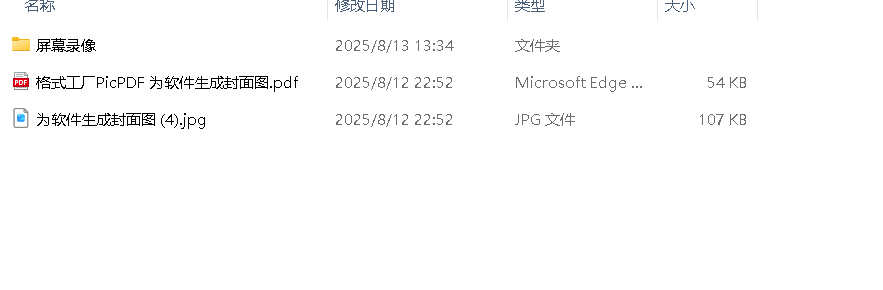 名称 修改日期 类型 大小
屏幕录像 2025/8/13 13:34 文件夹
PDF 格式工厂PicPDF 为软件生成封面图.pdf 2025/8/12 22:52 Microsoft Edge ... 54 KB
为软件生成封面图 (4).jpg 2025/8/12 22:52 JPG 文件 107 KB